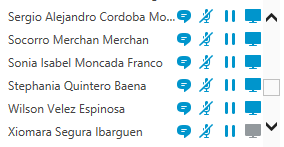 Sergio Alejandro Cordoba Mo...
Socorro Merchan Merchan
Sonia Isabel Moncada Franco
Stephania Quintero Baena
Wilson Velez Espinosa
Xiomara Segura Ibarguen